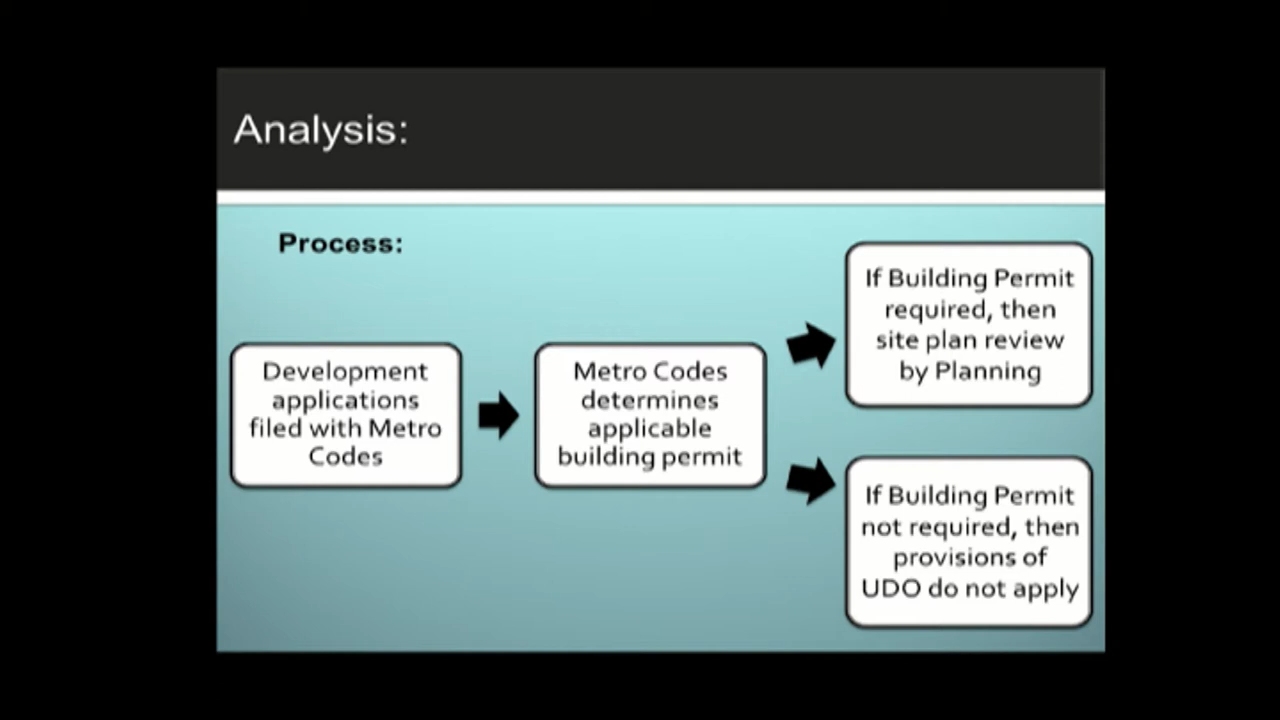 Analysis:
Process:
Development
applications
filed with Metro
Codes
Metro Codes
determines
applicable
building permit
If Building Permit
required, then
site plan review
by Planning
If Building Permit
not required, then
provisions of
UDO do not apply